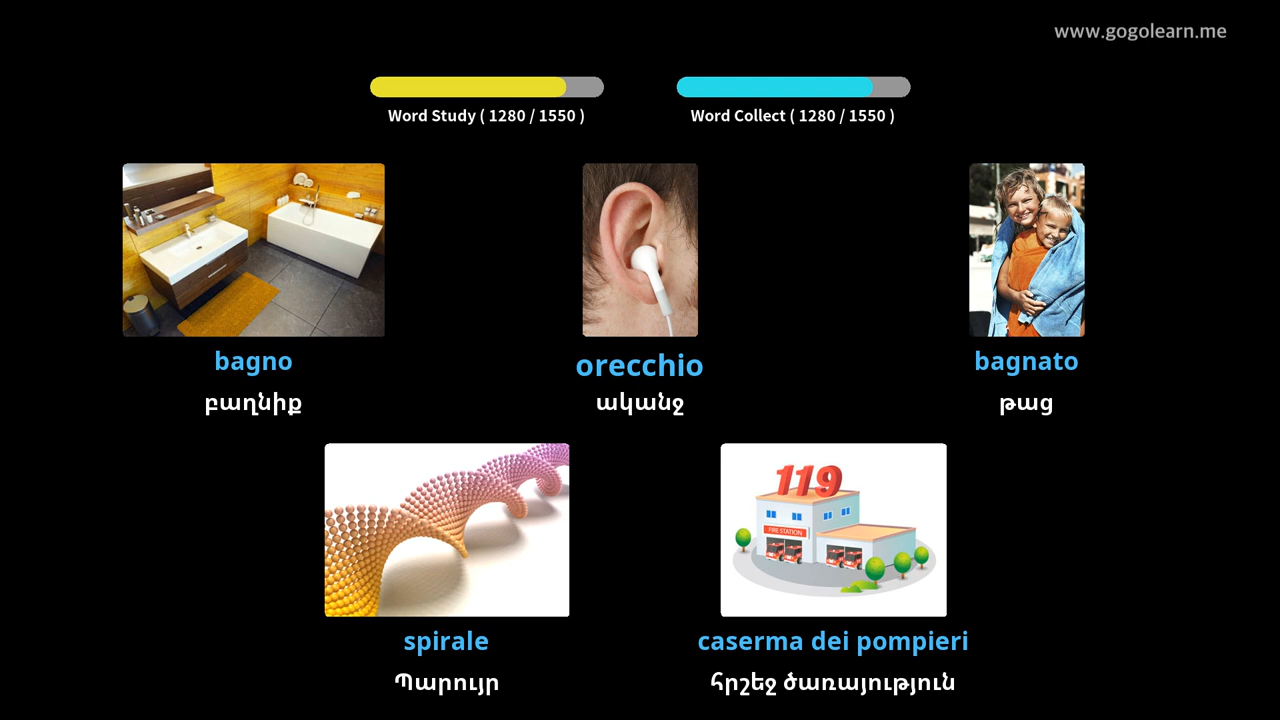 www.gogolearn.me
Word Study ( 1280 / 1550 )
Word Collect ( 1280 / 1550 )
bagno
բաղնիք
orecchio
ականջ
bagnato
թաց
119
FIRE STATION
spirale
Պարույր
caserma dei pompieri
հրշեջ ծառայություն